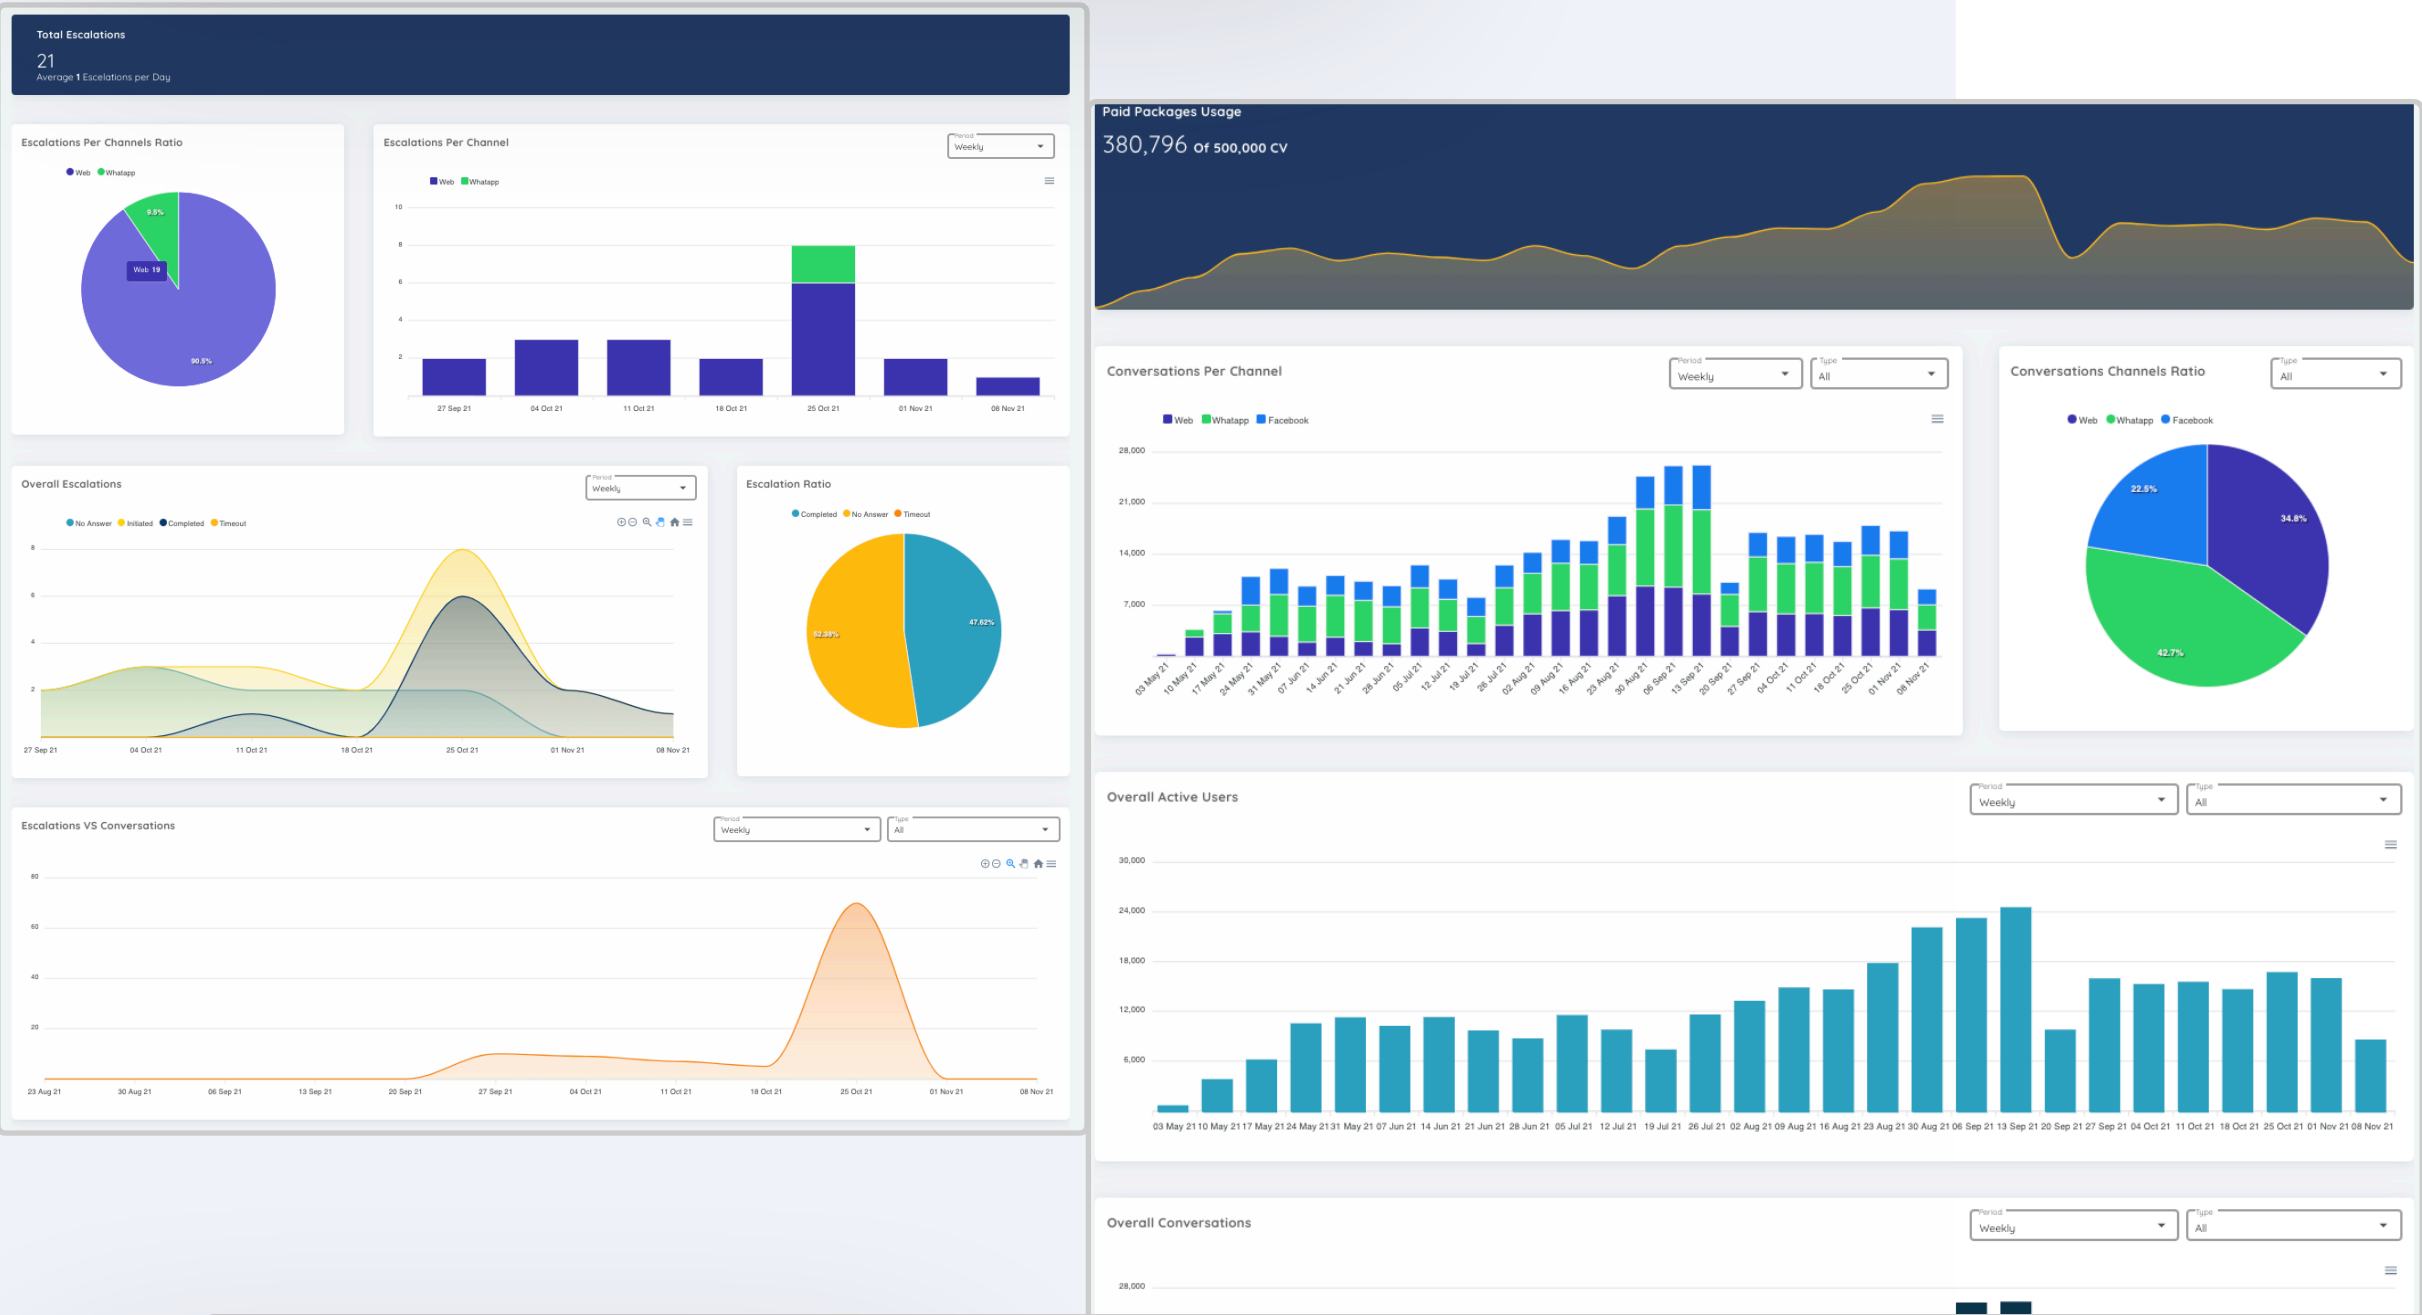 Total Escalations
21
Average 1 Escelations per Day
Escalations Per Channels Ratio
Web Whatapp
9.5%
Web 19
90.5%
Escalations Per Channel
Period
Weekly
Web Whatapp
10
8
6
4
2
27 Sep 21 04 Oct 21 11 Oct 21 18 Oct 21 25 Oct 21 01 Nov 21 08 Nov 21
Overall Escalations
Period
Weekly
No Answer Initiated Completed Timeout
8
6
4
2
27 Sep 21 04 Oct 21 11 Oct 21 18 Oct 21 25 Oct 21 01 Nov 21 08 Nov 21
Escalation Ratio
Completed No Answer Timeout
47.62%
52.38%
Escalations VS Conversations
Period
Weekly
Type
All
80
60
40
20
23 Aug 21 30 Aug 21 06 Sep 21 13 Sep 21 20 Sep 21 27 Sep 21 04 Oct 21 11 Oct 21 18 Oct 21 25 Oct 21 01 Nov 21 08 Nov 21
Paid Packages Usage
380,796 Of 500,000 CV
Conversations Per Channel
Period
Weekly
Type
All
Web Whatapp Facebook
28,000
21,000
14,000
7,000
03 May 21 10 May 21 17 May 21 24 May 21 31 May 21 07 Jun 21 14 Jun 21 21 Jun 21 28 Jun 21 05 Jul 21 12 Jul 21 19 Jul 21 26 Jul 21 02 Aug 21 09 Aug 21 16 Aug 21 23 Aug 21 30 Aug 21 06 Sep 21 13 Sep 21 20 Sep 21 27 Sep 21 04 Oct 21 11 Oct 21 18 Oct 21 25 Oct 21 01 Nov 21 08 Nov 21
Conversations Channels Ratio
Type
All
Web Whatapp Facebook
22.5%
34.8%
42.7%
Overall Active Users
Period
Weekly
Type
All
30,000
24,000
18,000
12,000
6,000
03 May 21 10 May 21 17 May 21 24 May 21 31 May 21 07 Jun 21 14 Jun 21 21 Jun 21 28 Jun 21 05 Jul 21 12 Jul 21 19 Jul 21 26 Jul 21 02 Aug 21 09 Aug 21 16 Aug 21 23 Aug 21 30 Aug 21 06 Sep 21 13 Sep 21 20 Sep 21 27 Sep 21 04 Oct 21 11 Oct 21 18 Oct 21 25 Oct 21 01 Nov 21 08 Nov 21
Overall Conversations
Period
Weekly
Type
All
28,000